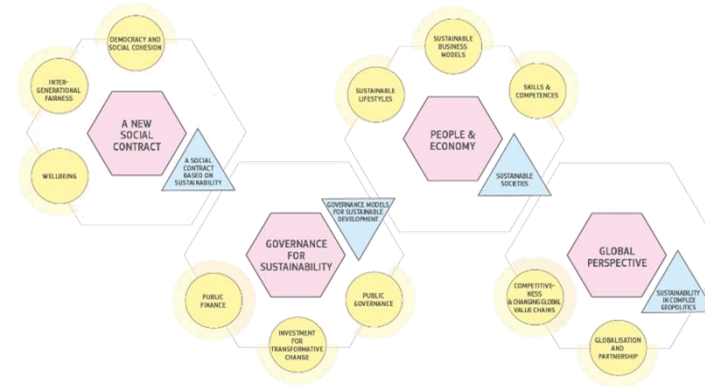 DEMOCRACY AND
SOCIAL COHESION
INTER-
GENERATIONAL
FAIRNESS
A NEW
SOCIAL
CONTRACT
WELLBEING
A SOCIAL
CONTRACT
BASED ON
SUSTAINABILITY
GOVERNANCE MODELS
FOR SUSTAINABLE
DEVELOPMENT
GOVERNANCE
FOR
SUSTAINABILITY
PUBLIC
FINANCE
INVESTMENT
FOR
TRANSFORMATIVE
CHANGE
PUBLIC
GOVERNANCE
SUSTAINABLE
BUSINESS
MODELS
SUSTAINABLE
LIFESTYLES
SKILLS &
COMPETENCES
PEOPLE &
ECONOMY
SUSTAINABLE
SOCIETIES
GLOBAL
PERSPECTIVE
COMPETITIVE-
NESS
& CHANGING GLOBAL
VALUE CHAINS
SUSTAINABILITY
IN COMPLEX
GEOPOLITICS
GLOBALISATION
AND
PARTNERSHIP